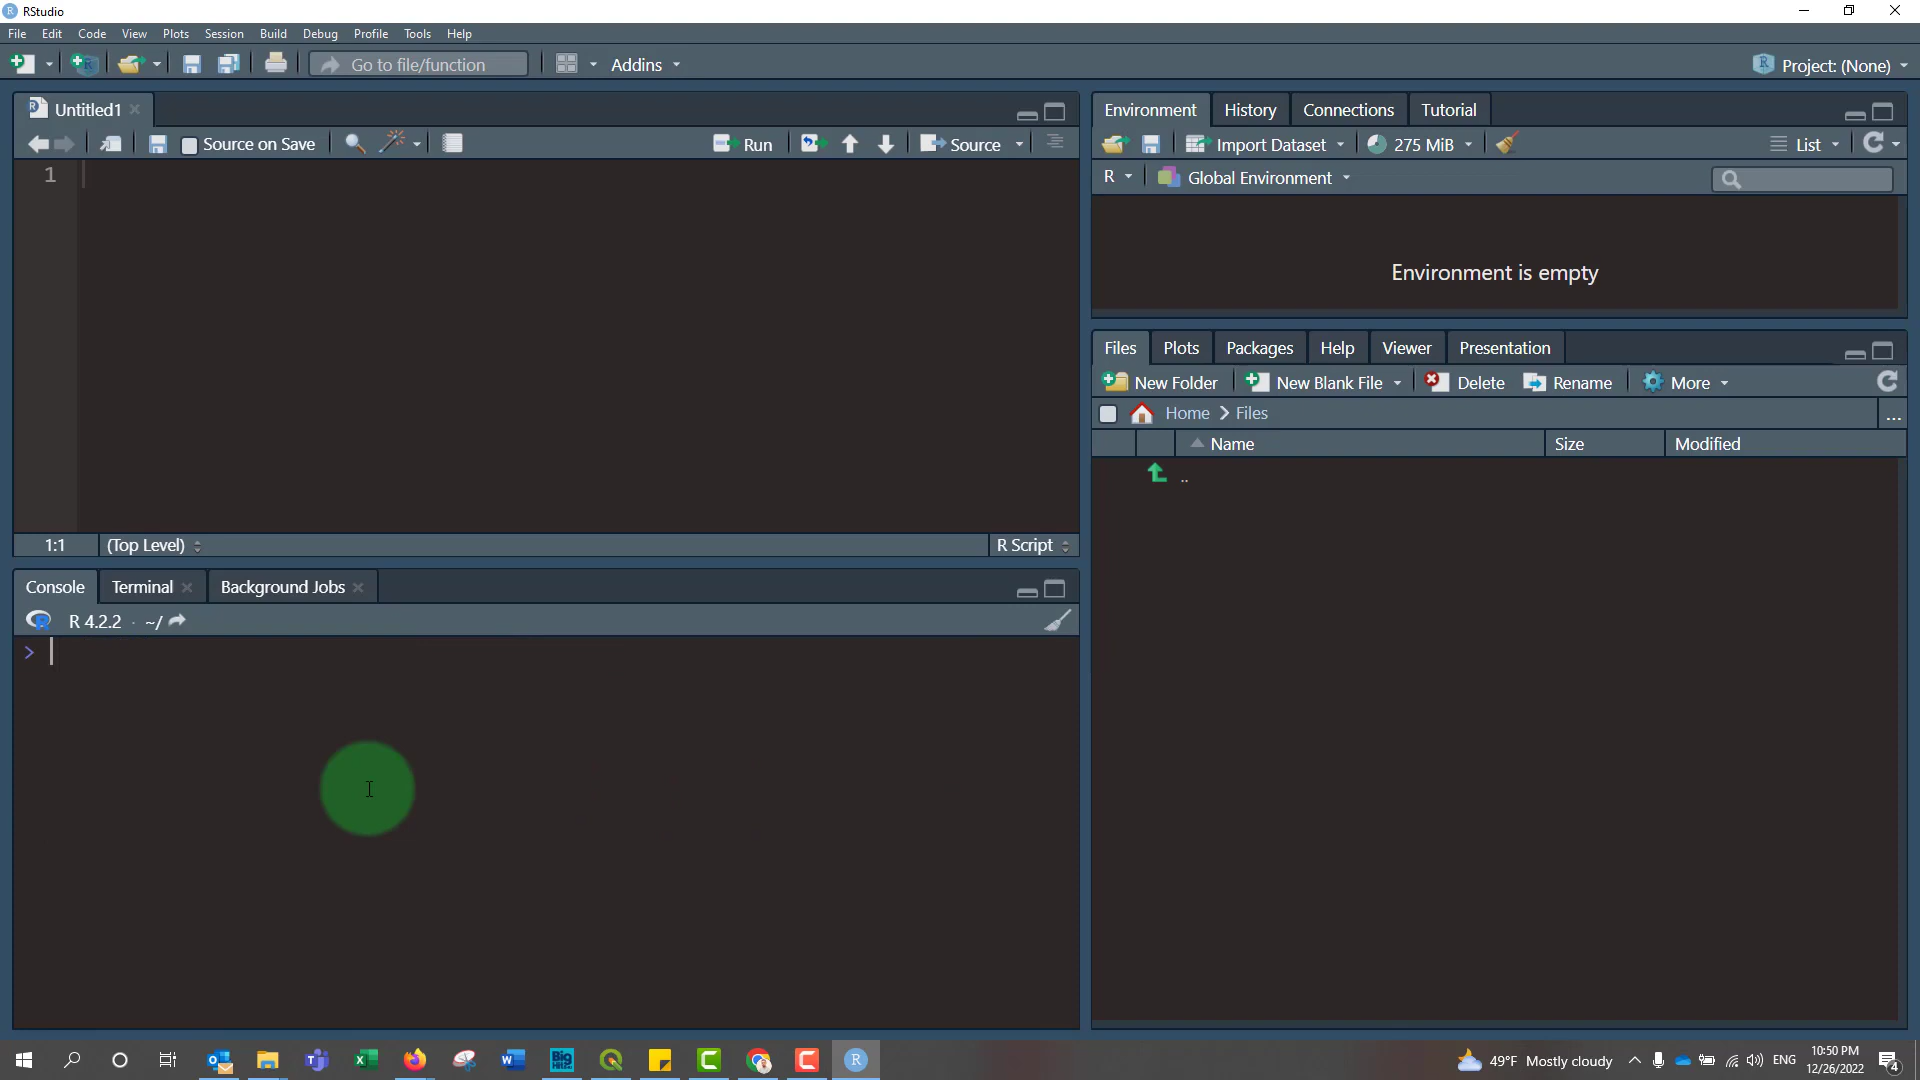 RStudio
File Edit Code View Plots Session Build Debug Profile Tools Help
Go to file/function Addins Project: (None)
Untitled1
Source on Save Run Source
1
1:1 (Top Level) R Script
Console Terminal Background Jobs
R 4.2.2 · ~/
>
Environment History Connections Tutorial
Import Dataset 275 MiB List
R Global Environment
Environment is empty
Files Plots Packages Help Viewer Presentation
New Folder New Blank File Delete Rename More
Home Files ...
Name Size Modified
..
49°F Mostly cloudy ENG 10:50 PM
12/26/2022
4